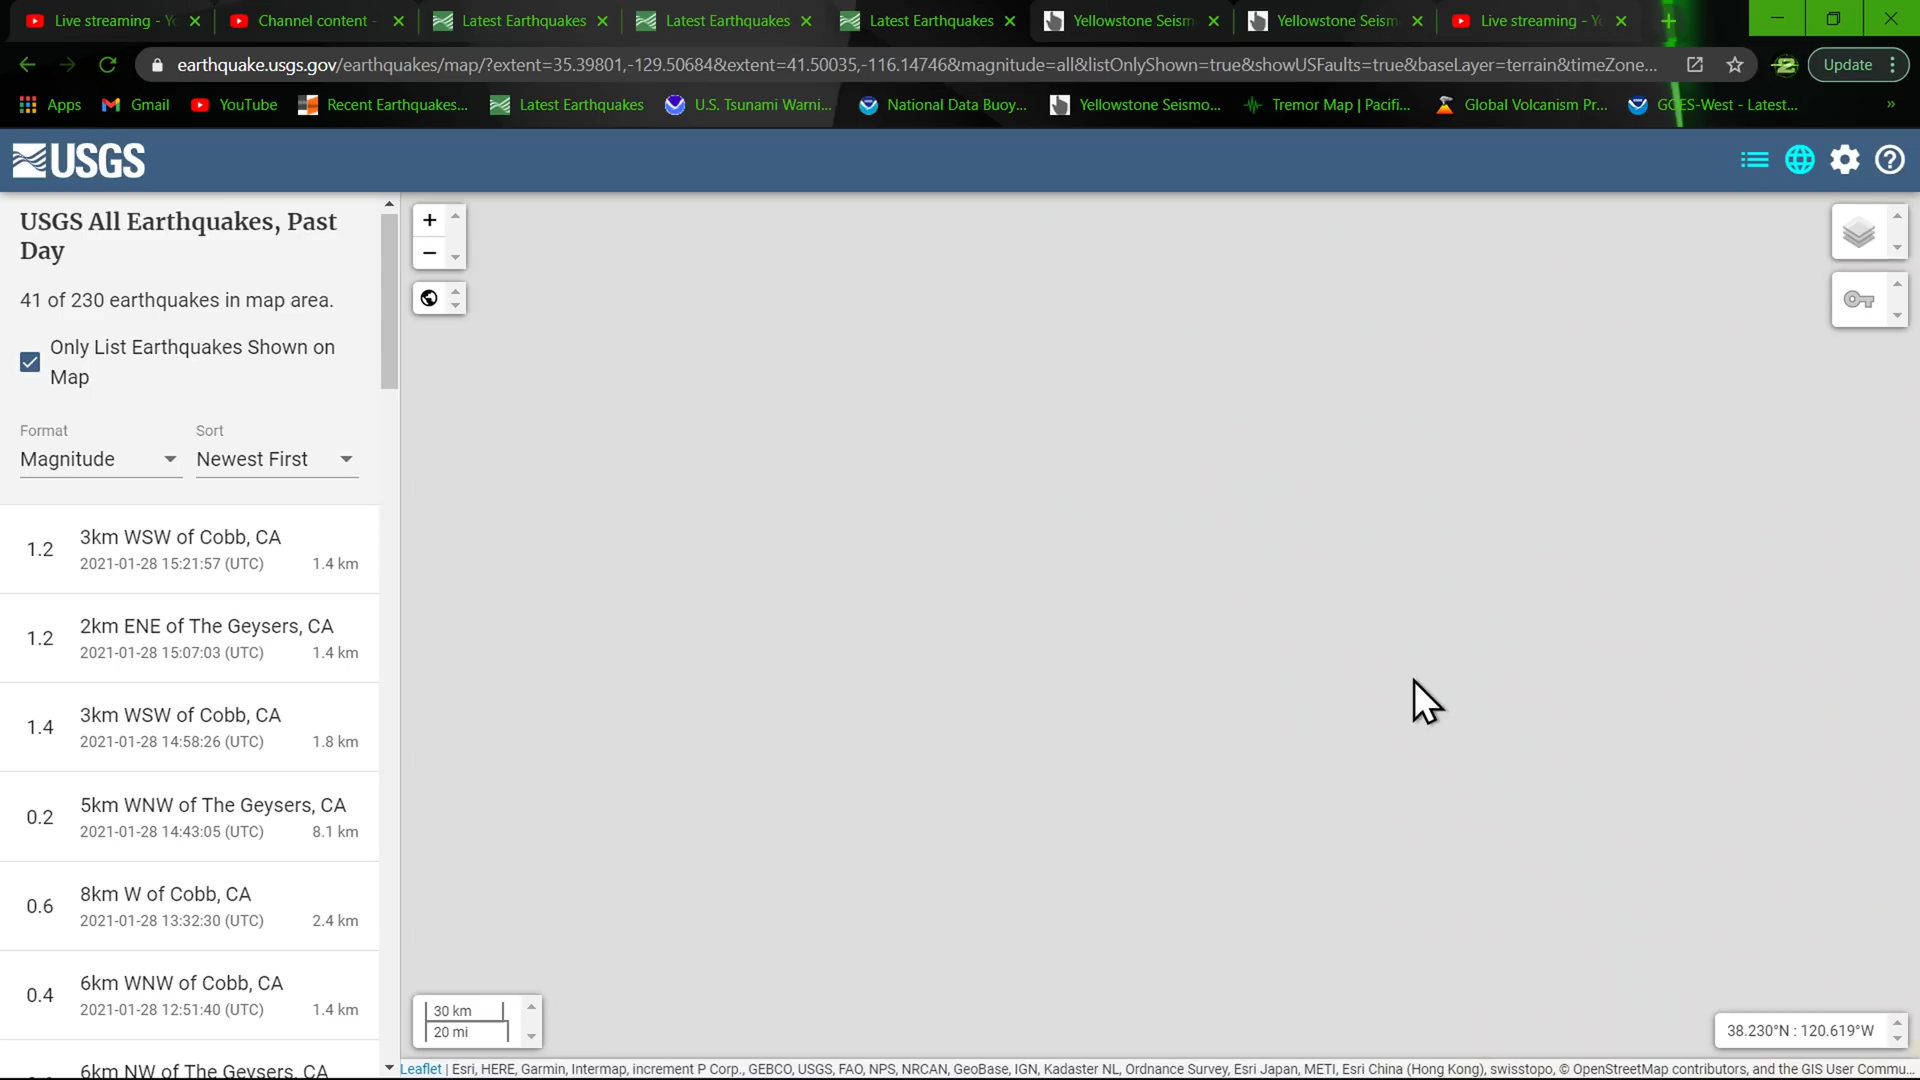 Live streaming - Y
Channel content -
Latest Earthquakes
Latest Earthquakes
Latest Earthquakes
Yellowstone Seism
Yellowstone Seism
Live streaming - Y
earthquake.usgs.gov/earthquakes/map/?extent=35.39801,-129.50684&extent=41.50035,-116.14746&magnitude=all&listOnlyShown=true&showUSFaults=true&baseLayer=terrain&timeZone...
Update
Apps
Gmail
YouTube
Recent Earthquakes...
Latest Earthquakes
U.S. Tsunami Warni...
National Data Buoy...
Yellowstone Seismo...
Tremor Map | Pacifi...
Global Volcanism Pr...
GOES-West - Latest...
»
USGS
USGS All Earthquakes, Past
Day
41 of 230 earthquakes in map area.
Only List Earthquakes Shown on
Map
Format
Sort
Magnitude
Newest First
1.2
3km WSW of Cobb, CA
2021-01-28 15:21:57 (UTC) 1.4 km
1.2
2km ENE of The Geysers, CA
2021-01-28 15:07:03 (UTC) 1.4 km
1.4
3km WSW of Cobb, CA
2021-01-28 14:58:26 (UTC) 1.8 km
0.2
5km WNW of The Geysers, CA
2021-01-28 14:43:05 (UTC) 8.1 km
0.6
8km W of Cobb, CA
2021-01-28 13:32:30 (UTC) 2.4 km
0.4
6km WNW of Cobb, CA
2021-01-28 12:51:40 (UTC) 1.4 km
6km NW of The Geysers, CA
+
−
30 km
20 mi
38.230°N : 120.619°W
Leaflet | Esri, HERE, Garmin, Intermap, increment P Corp., GEBCO, USGS, FAO, NPS, NRCAN, GeoBase, IGN, Kadaster NL, Ordnance Survey, Esri Japan, METI, Esri China (Hong Kong), swisstopo, © OpenStreetMap contributors, and the GIS User Commu...